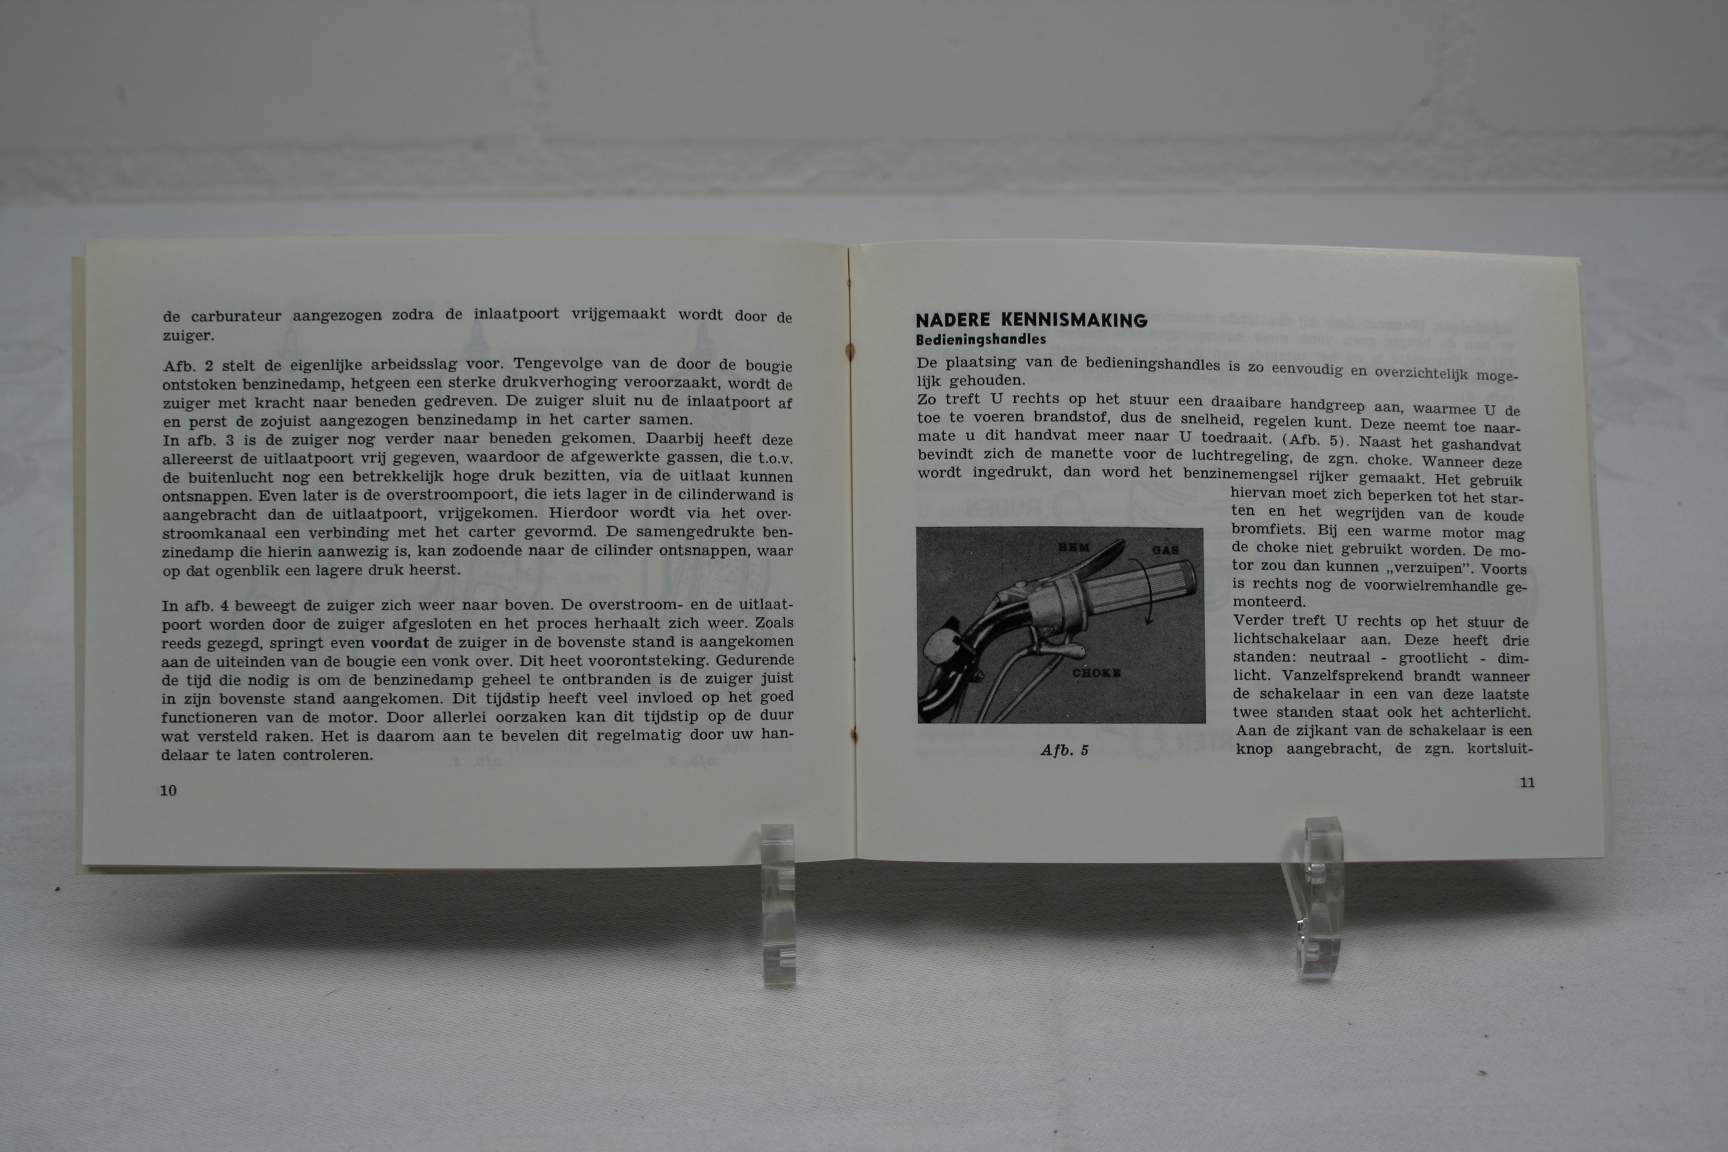 de carburateur aangezogen zodra de inlaatpoort vrijgemaakt wordt door de
zuiger.
Afb. 2 stelt de eigenlijke arbeidsslag voor. Tengevolge van de door de bougie
ontstoken benzinedamp, hetgeen een sterke drukverhoging veroorzaakt, wordt de
zuiger met kracht naar beneden gedreven. De zuiger sluit nu de inlaatpoort af
en perst de zojuist aangezogen benzinedamp in het carter samen.
In afb. 3 is de zuiger nog verder naar beneden gekomen. Daarbij heeft deze
allereerst de uitlaatpoort vrij gegeven, waardoor de afgewerkte gassen, die t.o.v.
de buitenlucht nog een betrekkelijk hoge druk bezitten, via de uitlaat kunnen
ontsnappen. Even later is de overstroompoort, die iets lager in de cilinderwand is
aangebracht dan de uitlaatpoort, vrijgekomen. Hierdoor wordt via het over-
stroomkanaal een verbinding met het carter gevormd. De samengedrukte ben-
zinedamp die hierin aanwezig is, kan zodoende naar de cilinder ontsnappen, waar
op dat ogenblik een lagere druk heerst.
In afb. 4 beweegt de zuiger zich weer naar boven. De overstroom- en de uitlaat-
poort worden door de zuiger afgesloten en het proces herhaalt zich weer. Zoals
reeds gezegd, springt even voordat de zuiger in de bovenste stand is aangekomen
aan de uiteinden van de bougie een vonk over. Dit heet voorontsteking. Gedurende
de tijd die nodig is om de benzinedamp geheel te ontbranden is de zuiger juist
in zijn bovenste stand aangekomen. Dit tijdstip heeft veel invloed op het goed
functioneren van de motor. Door allerlei oorzaken kan dit tijdstip op de duur
wat versteld raken. Het is daarom aan te bevelen dit regelmatig door uw han-
delaar te laten controleren.
10
NADERE KENNISMAKING
Bedieningshandles
De plaatsing van de bedieningshandles is zo eenvoudig en overzichtelijk moge-
lijk gehouden.
Zo treft U rechts op het stuur een draaibare handgreep aan, waarmee U de
toe te voeren brandstof, dus de snelheid, regelen kunt. Deze neemt toe naar-
mate u dit handvat meer naar U toedraait. (Afb. 5). Naast het gashandvat
bevindt zich de manette voor de luchtregeling, de zgn. choke. Wanneer deze
wordt ingedrukt, dan word het benzinemengsel rijker gemaakt. Het gebruik
hiervan moet zich beperken tot het star-
ten en het wegrijden van de koude
bromfiets. Bij een warme motor mag
de choke niet gebruikt worden. De mo-
tor zou dan kunnen „verzuipen”. Voorts
is rechts nog de voorwielremhandle ge-
monteerd.
Verder treft U rechts op het stuur de
lichtschakelaar aan. Deze heeft drie
standen: neutraal - grootlicht - dim-
licht. Vanzelfsprekend brandt wanneer
de schakelaar in een van deze laatste
twee standen staat ook het achterlicht.
Aan de zijkant van de schakelaar is een
knop aangebracht, de zgn. kortsluit-
REM
GAS
CHOKE
Afb. 5
11